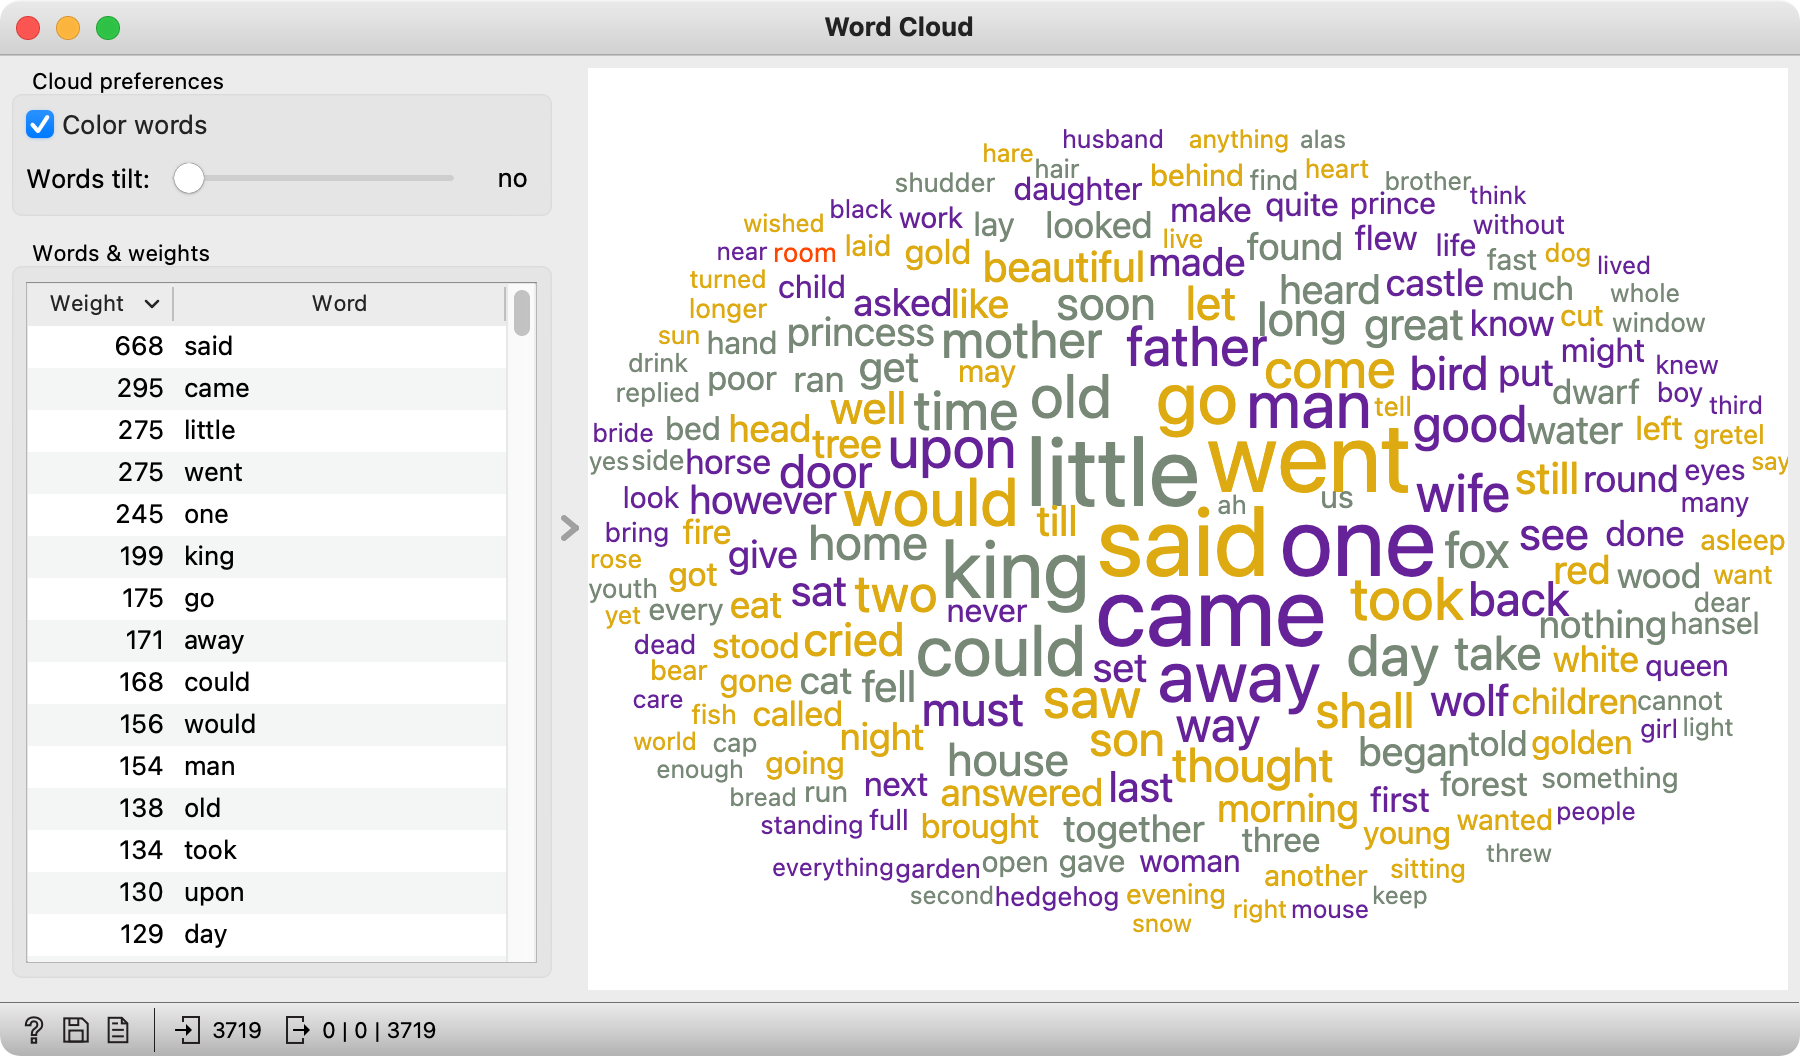 Word Cloud
Cloud preferences
Color words
Words tilt: no
Words & weights
Weight Word
668 said
295 came
275 little
275 went
245 one
199 king
175 go
171 away
168 could
156 would
154 man
138 old
134 took
130 upon
129 day
husband anything alas
hare hair behind find heart brother
shudder daughter think
wished black work lay looked make quite prince without
near room laid gold live found flew life fast dog lived
turned child beautiful made heard castle much whole
longer asked like soon let long great know cut window
sun hand princess mother father might knew
drink poor ran get may come bird put dwarf boy
replied well time old go man tell good water left third gretel
bride bed head tree upon little went
yes side horse door wife still round eyes say
look however would ah us many
bring fire till said one fox see done asleep
rose give home king red wood want
youth got sat two never came took back dear
yet every eat nothing hansel
dead stood cried could set away day take white queen
bear gone cat fell saw shall wolf children cannot
care fish called must way girl light
world cap night son began told golden
enough going house thought forest something
bread run next answered last morning first people
standing full brought together three young wanted threw
everything garden open gave woman another sitting
second hedgehog evening right mouse keep
snow
? 3719 0 | 0 | 3719